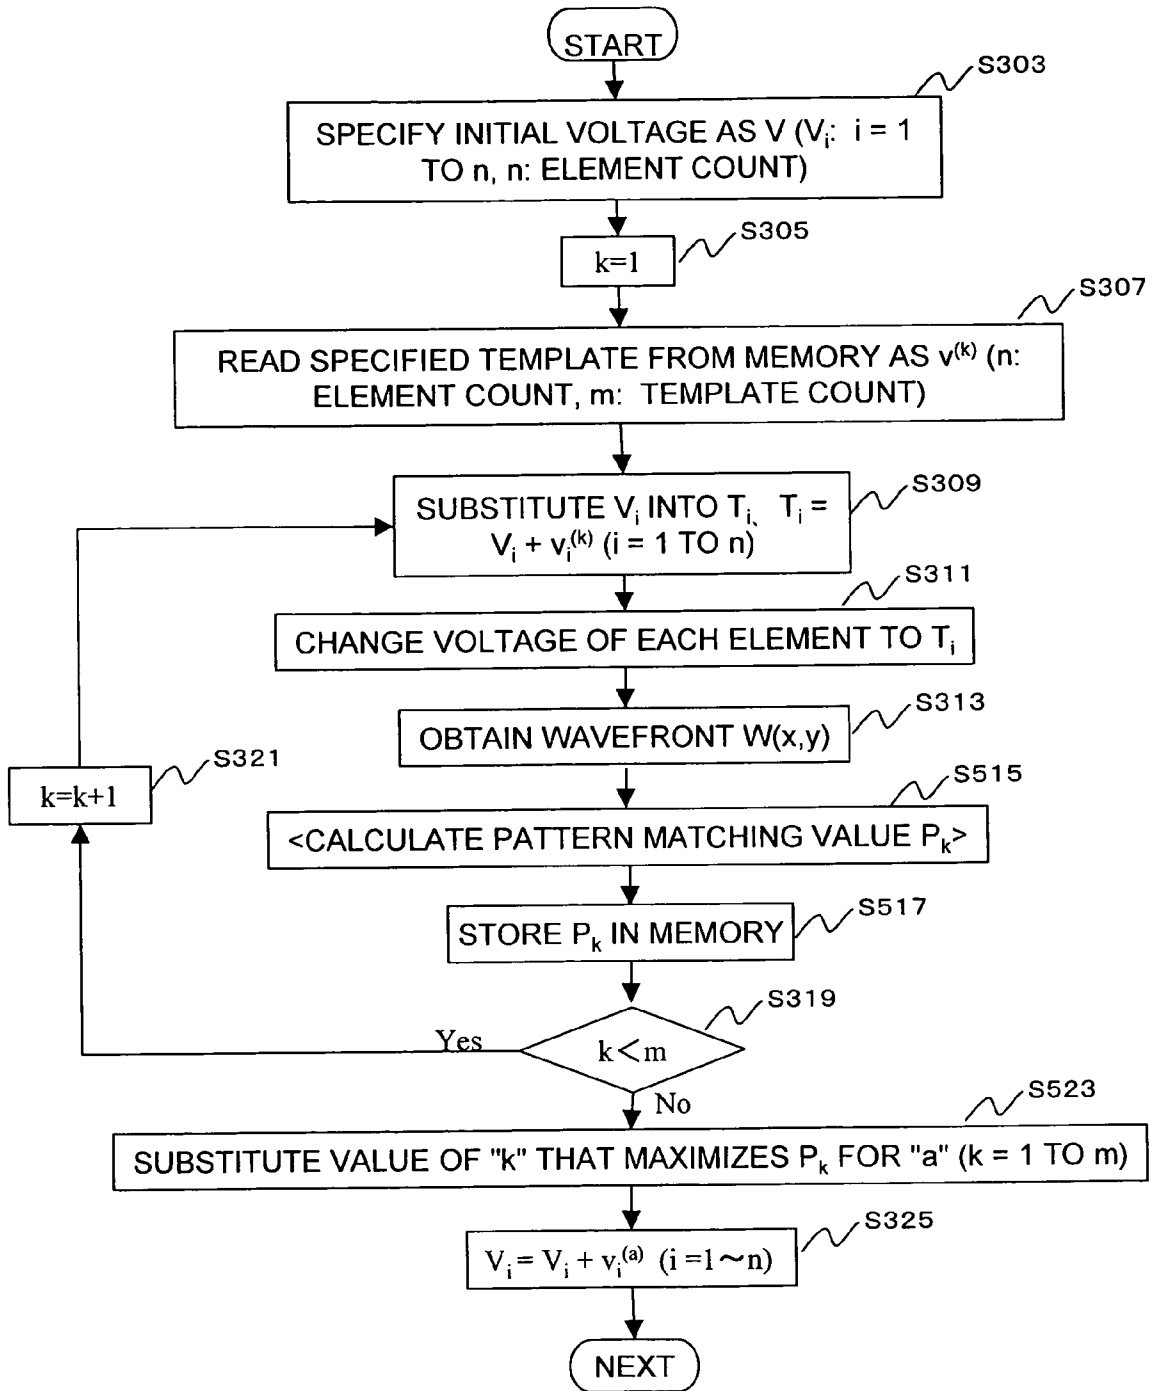 START
S303
SPECIFY INITIAL VOLTAGE AS V (Vᵢ: i = 1
TO n, n: ELEMENT COUNT)
S305
k=1
S307
READ SPECIFIED TEMPLATE FROM MEMORY AS v⁽ᵏ⁾ (n:
ELEMENT COUNT, m: TEMPLATE COUNT)
S309
SUBSTITUTE Vᵢ INTO Tᵢ、 Tᵢ =
Vᵢ + vᵢ⁽ᵏ⁾ (i = 1 TO n)
S311
CHANGE VOLTAGE OF EACH ELEMENT TO Tᵢ
S313
OBTAIN WAVEFRONT W(x,y)
S321
k=k+1
S515
<CALCULATE PATTERN MATCHING VALUE Pₖ>
S517
STORE Pₖ IN MEMORY
S319
Yes
k<m
No
S523
SUBSTITUTE VALUE OF "k" THAT MAXIMIZES Pₖ FOR "a" (k = 1 TO m)
S325
Vᵢ = Vᵢ + vᵢ⁽ᵃ⁾ (i =1~n)
NEXT